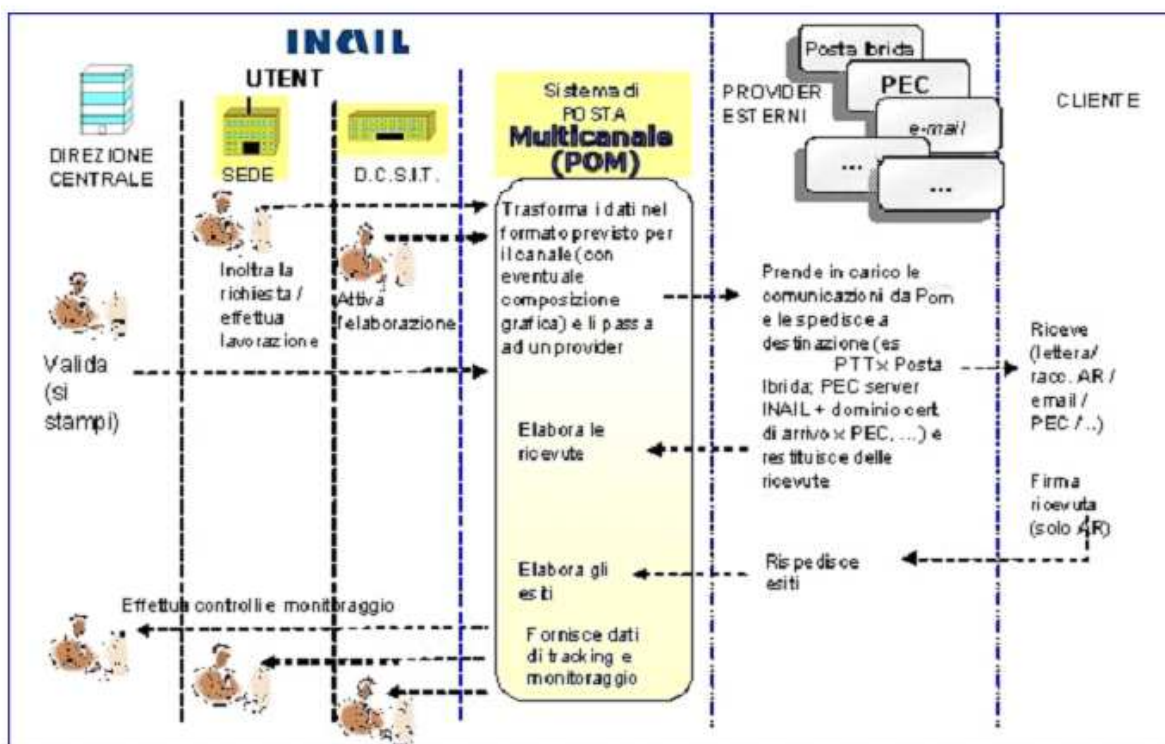 INAIL
UTENT
DIREZIONE
CENTRALE
SEDE
D.C.S.I.T.
Sistema di
POSTA
Multicanale
(POM)
PROVIDER
ESTERNI
Posta Ibrida
PEC
e-mail
...
...
CLIENTE
Inoltra la
richiesta /
effettua
lavorazione
Attiva
l'elaborazione
Valida
(si
stampi)
Trasforma i dati nel
formato previsto per
il canale (con
eventuale
composizione
grafica) e li passa
ad un provider
Prende in carico le
comunicazioni da Pom
e le spedisce a
destinazione (es
PTT x Posta
Ibrida; PEC server
INAIL + dominio cert
di arrivo x PEC, ...) e
restituisce delle
ricevute
Riceve
(lettera/
racc. AR /
email /
PEC /..)
Elabora le
ricevute
Firma
ricevuta
(solo AR)
Rispedisce
esiti
Elabora gli
esiti
Effettua controlli e monitoraggio
Fornisce dati
di tracking e
monitoraggio